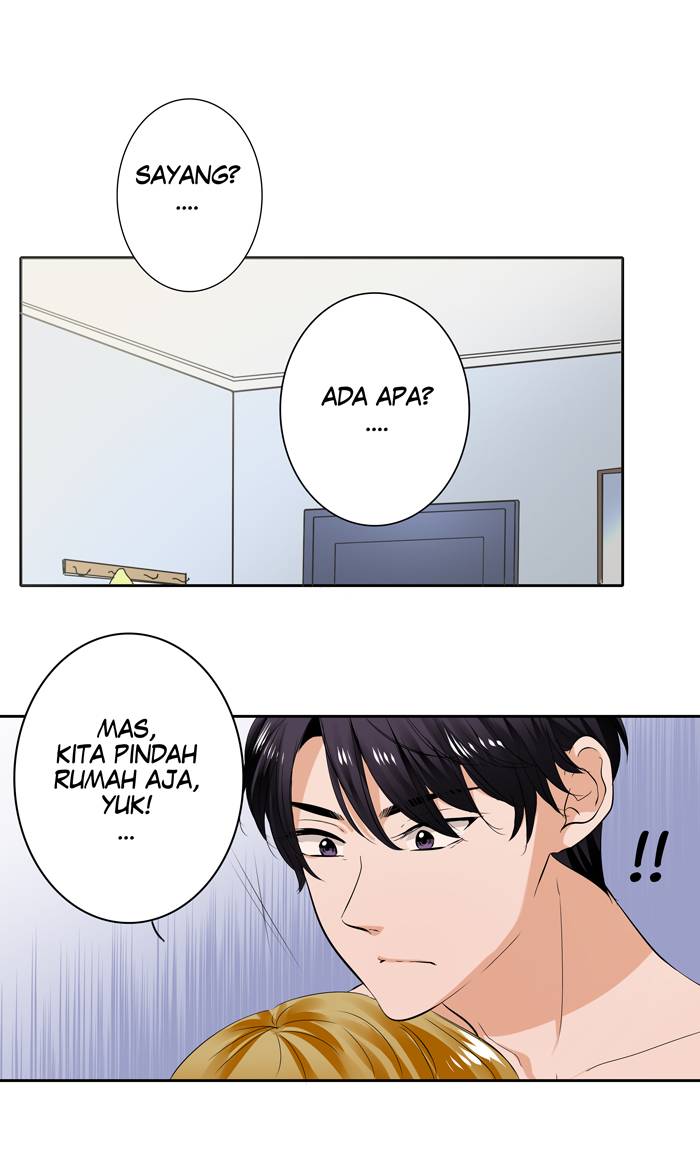 SAYANG?
....
ADA APA?
....
MAS,
KITA PINDAH
RUMAH AJA,
YUK!
...
!!